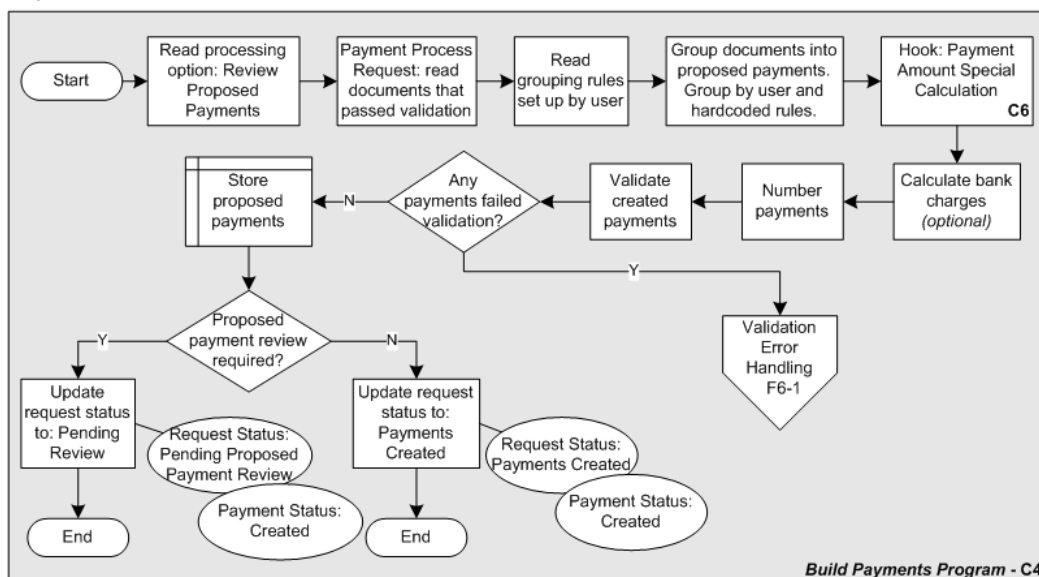 Start
Read processing
option: Review
Proposed
Payments
Payment Process
Request: read
documents that
passed validation
Read
grouping rules
set up by user
Group documents into
proposed payments.
Group by user and
hardcoded rules.
Hook: Payment
Amount Special
Calculation
C6
Calculate bank
charges
(optional)
Number
payments
Validate
created
payments
Any
payments failed
validation?
N
Y
Store
proposed
payments
Validation
Error
Handling
F6-1
Proposed
payment review
required?
Y
N
Update
request status
to: Pending
Review
Request Status:
Pending Proposed
Payment Review
Payment Status:
Created
End
Update request
status to:
Payments
Created
Request Status:
Payments Created
Payment Status:
Created
End
Build Payments Program - C4